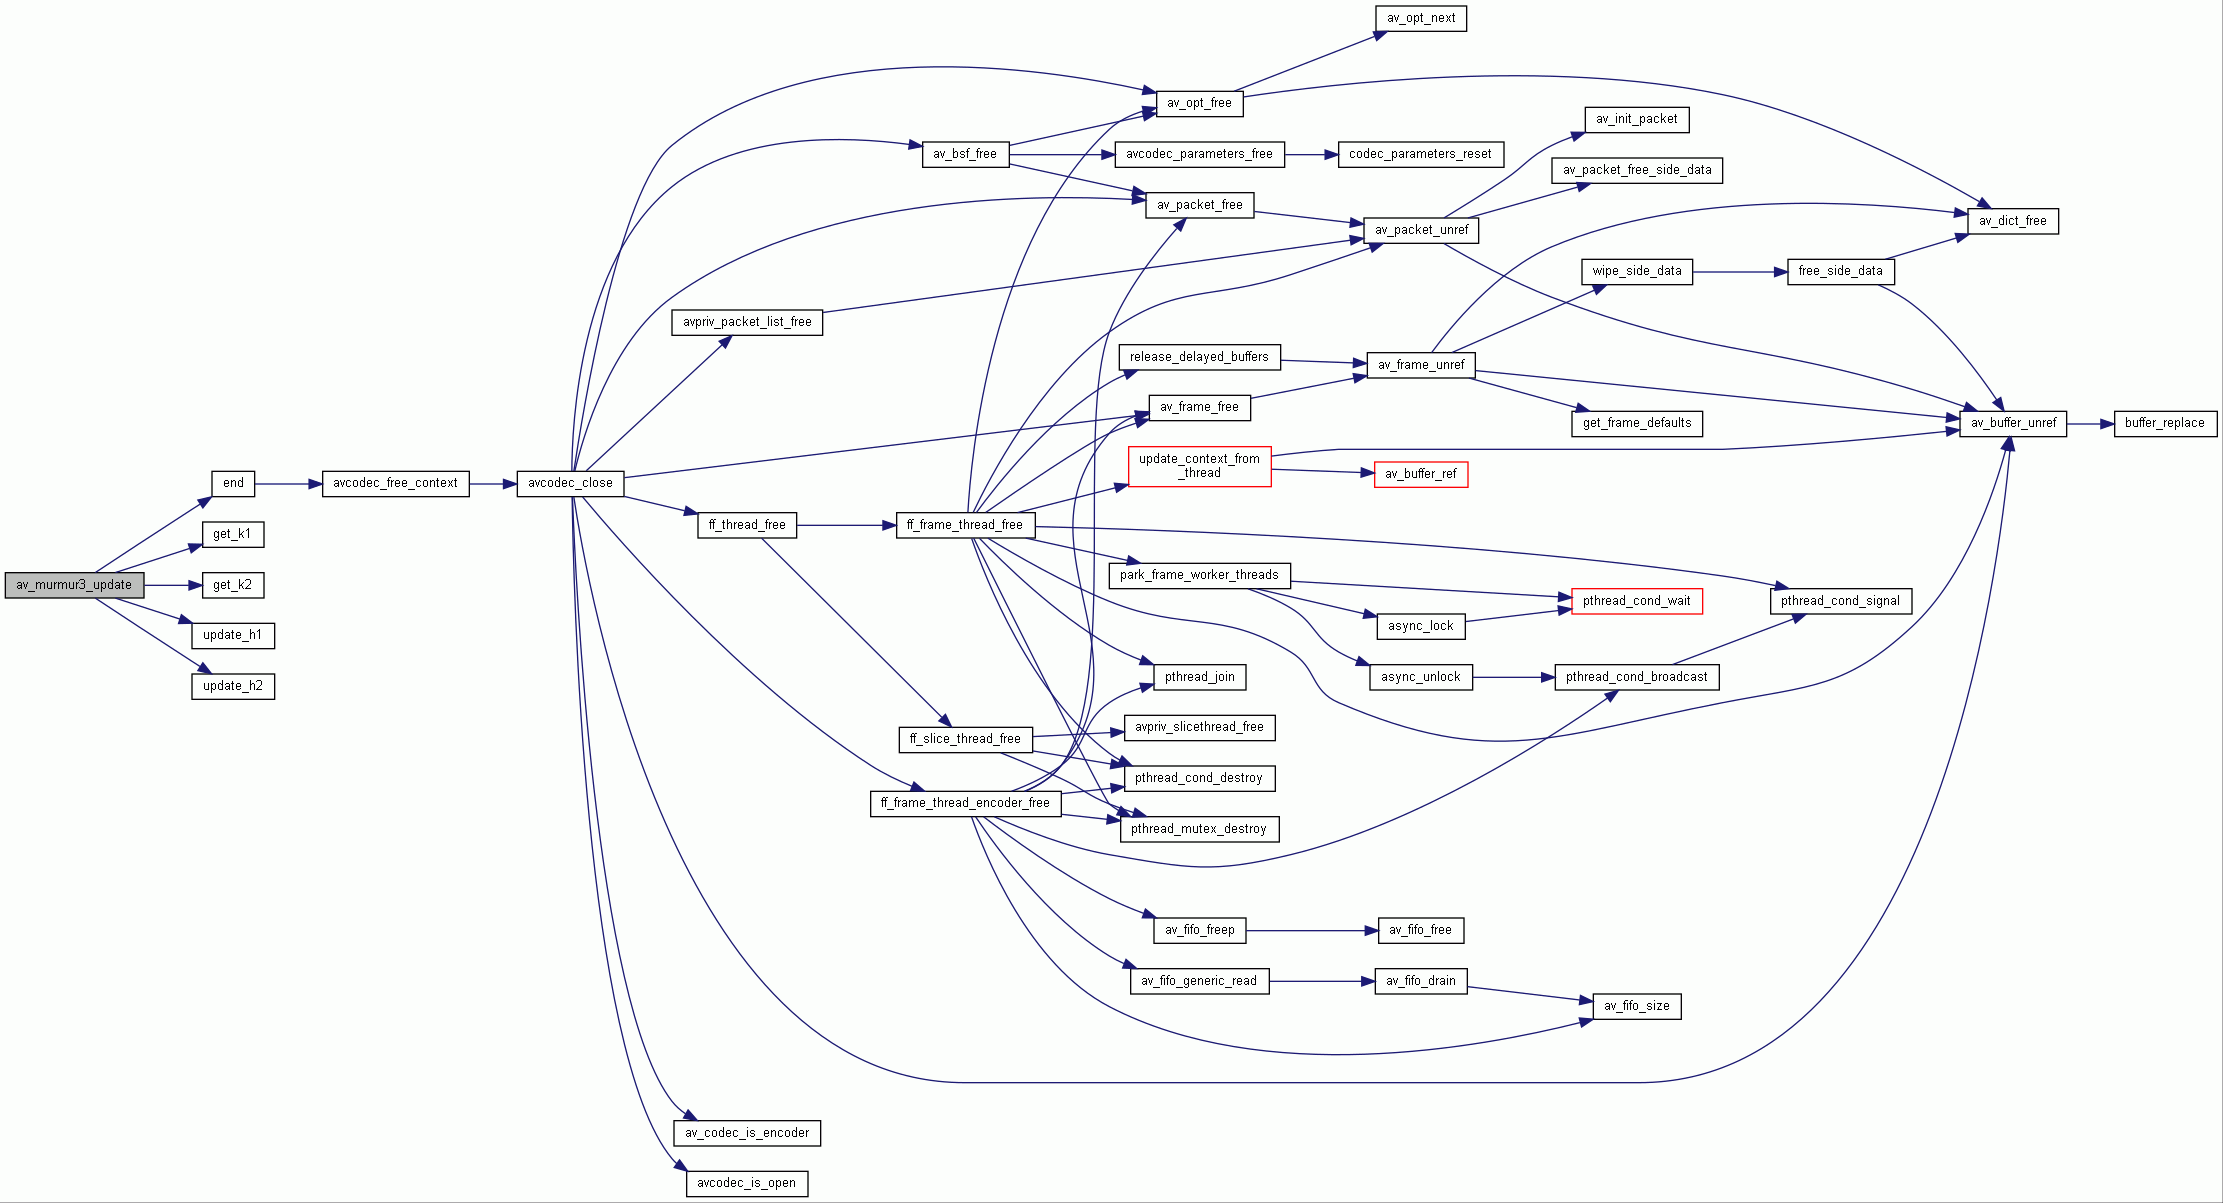 av_murmur3_update
end
get_k1
get_k2
update_h1
update_h2
avcodec_free_context
avcodec_close
av_bsf_free
avpriv_packet_list_free
ff_thread_free
ff_frame_thread_free
ff_slice_thread_free
ff_frame_thread_encoder_free
av_codec_is_encoder
avcodec_is_open
av_opt_free
avcodec_parameters_free
av_packet_free
release_delayed_buffers
av_frame_free
update_context_from
_thread
park_frame_worker_threads
pthread_join
avpriv_slicethread_free
pthread_cond_destroy
pthread_mutex_destroy
av_fifo_freep
av_fifo_generic_read
av_opt_next
codec_parameters_reset
av_packet_unref
av_frame_unref
av_buffer_ref
async_lock
async_unlock
av_fifo_free
av_fifo_drain
av_init_packet
av_packet_free_side_data
wipe_side_data
get_frame_defaults
pthread_cond_wait
pthread_cond_broadcast
av_fifo_size
free_side_data
pthread_cond_signal
av_dict_free
av_buffer_unref
buffer_replace